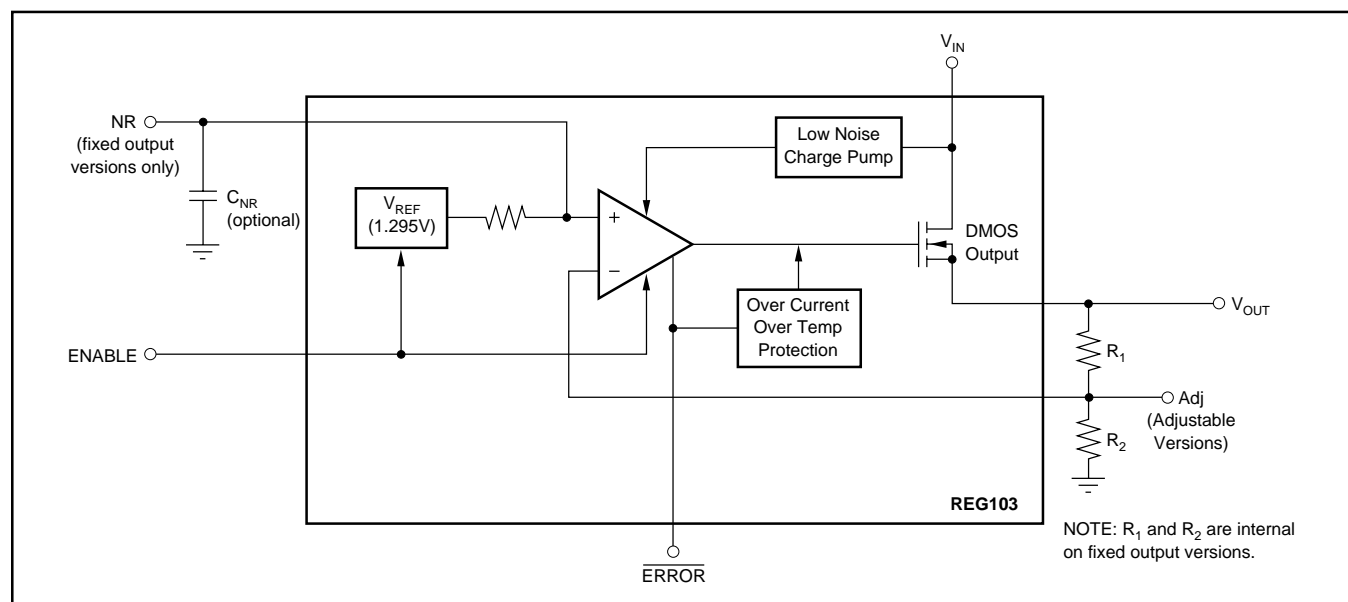 V_IN
NR
(fixed output
versions only)
C_NR
(optional)
V_REF
(1.295V)
+
−
Low Noise
Charge Pump
DMOS
Output
Over Current
Over Temp
Protection
V_OUT
ENABLE
R_1
Adj
(Adjustable
Versions)
R_2
REG103
NOTE: R_1 and R_2 are internal
on fixed output versions.
ERROR